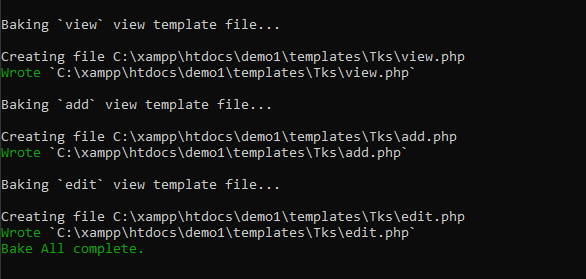 Baking `view` view template file...
Creating file C:\xampp\htdocs\demo1\templates\Tks\view.php
Wrote `C:\xampp\htdocs\demo1\templates\Tks\view.php`
Baking `add` view template file...
Creating file C:\xampp\htdocs\demo1\templates\Tks\add.php
Wrote `C:\xampp\htdocs\demo1\templates\Tks\add.php`
Baking `edit` view template file...
Creating file C:\xampp\htdocs\demo1\templates\Tks\edit.php
Wrote `C:\xampp\htdocs\demo1\templates\Tks\edit.php`
Bake All complete.